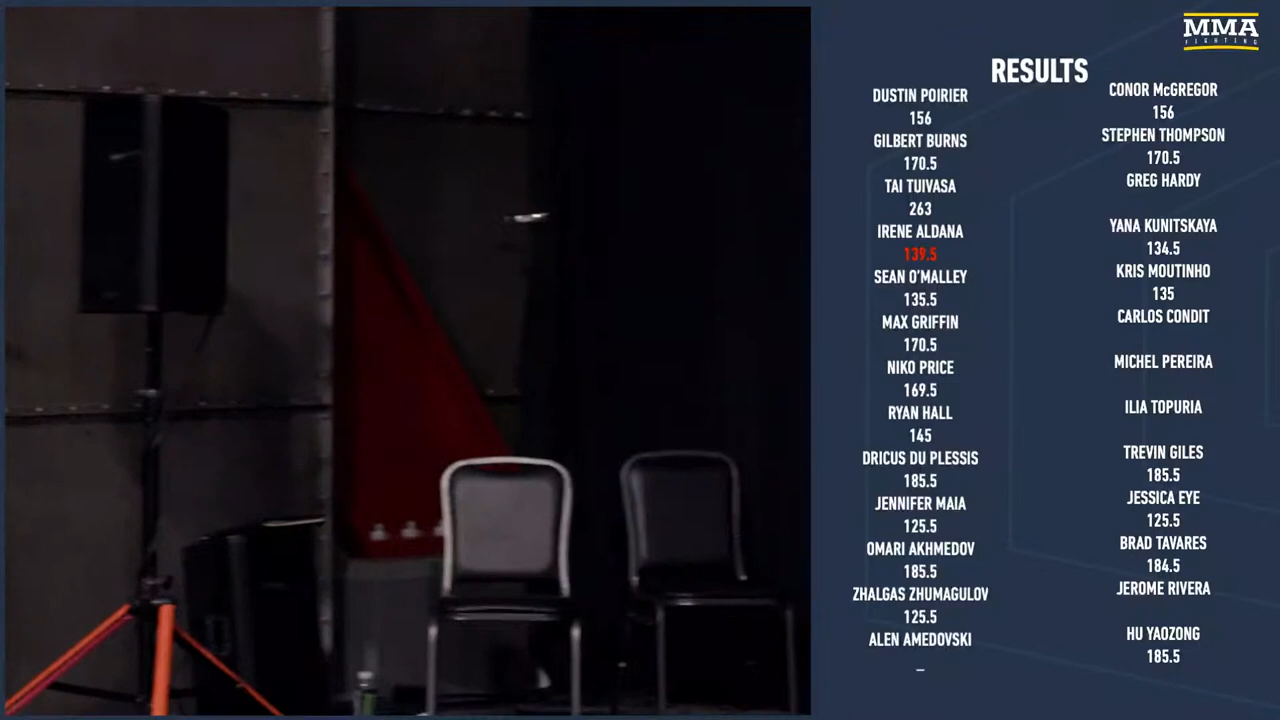 MMA
FIGHTING
RESULTS
DUSTIN POIRIER
156
GILBERT BURNS
170.5
TAI TUIVASA
263
IRENE ALDANA
139.5
SEAN O'MALLEY
135.5
MAX GRIFFIN
170.5
NIKO PRICE
169.5
RYAN HALL
145
DRICUS DU PLESSIS
185.5
JENNIFER MAIA
125.5
OMARI AKHMEDOV
185.5
ZHALGAS ZHUMAGULOV
125.5
ALEN AMEDOVSKI
_
CONOR McGREGOR
156
STEPHEN THOMPSON
170.5
GREG HARDY
YANA KUNITSKAYA
134.5
KRIS MOUTINHO
135
CARLOS CONDIT
MICHEL PEREIRA
ILIA TOPURIA
TREVIN GILES
185.5
JESSICA EYE
125.5
BRAD TAVARES
184.5
JEROME RIVERA
HU YAOZONG
185.5